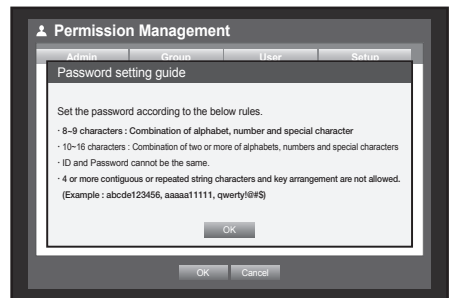 Permission Management
Admin Group User Setup
Password setting guide
Set the password according to the below rules.
· 8~9 characters : Combination of alphabet, number and special character
· 10~16 characters : Combination of two or more of alphabets, numbers and special characters
· ID and Password cannot be the same.
· 4 or more contiguous or repeated string characters and key arrangement are not allowed.
(Example : abcde123456, aaaaa11111, qwerty!@#$)
OK
OK Cancel